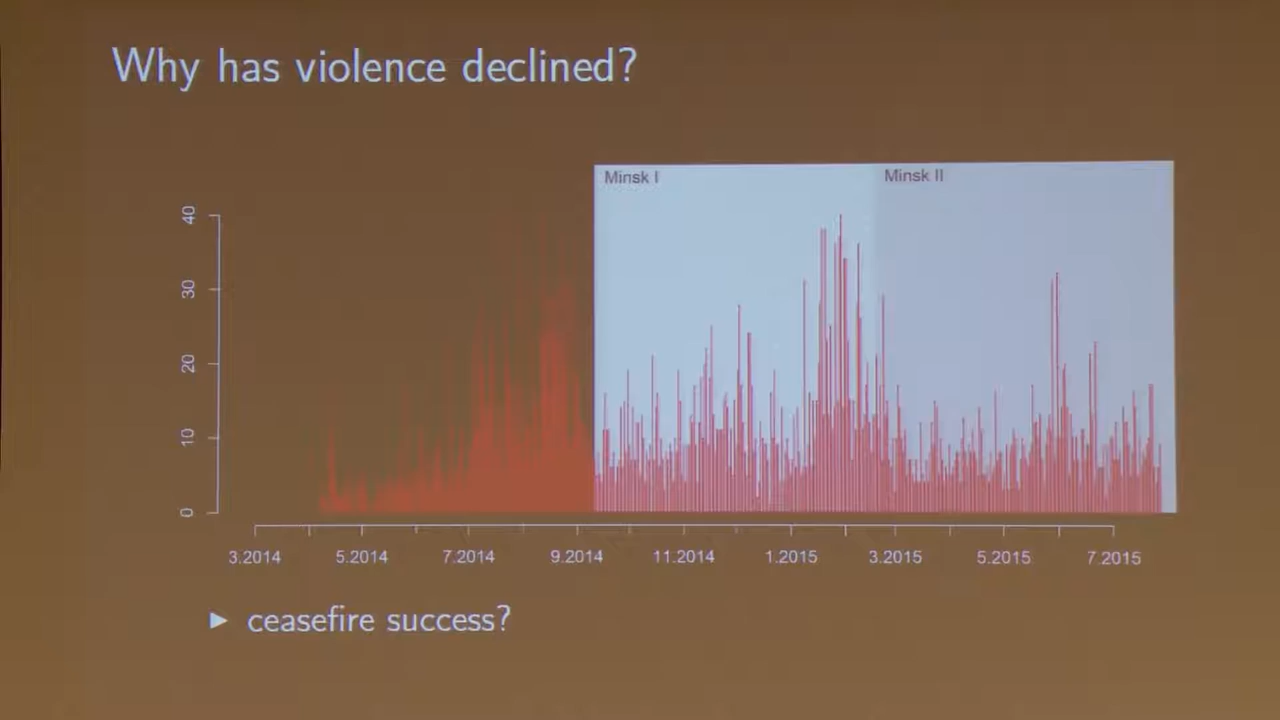 Why has violence declined?
Minsk I
Minsk II
40
30
20
10
0
3.2014 5.2014 7.2014 9.2014 11.2014 1.2015 3.2015 5.2015 7.2015
► ceasefire success?